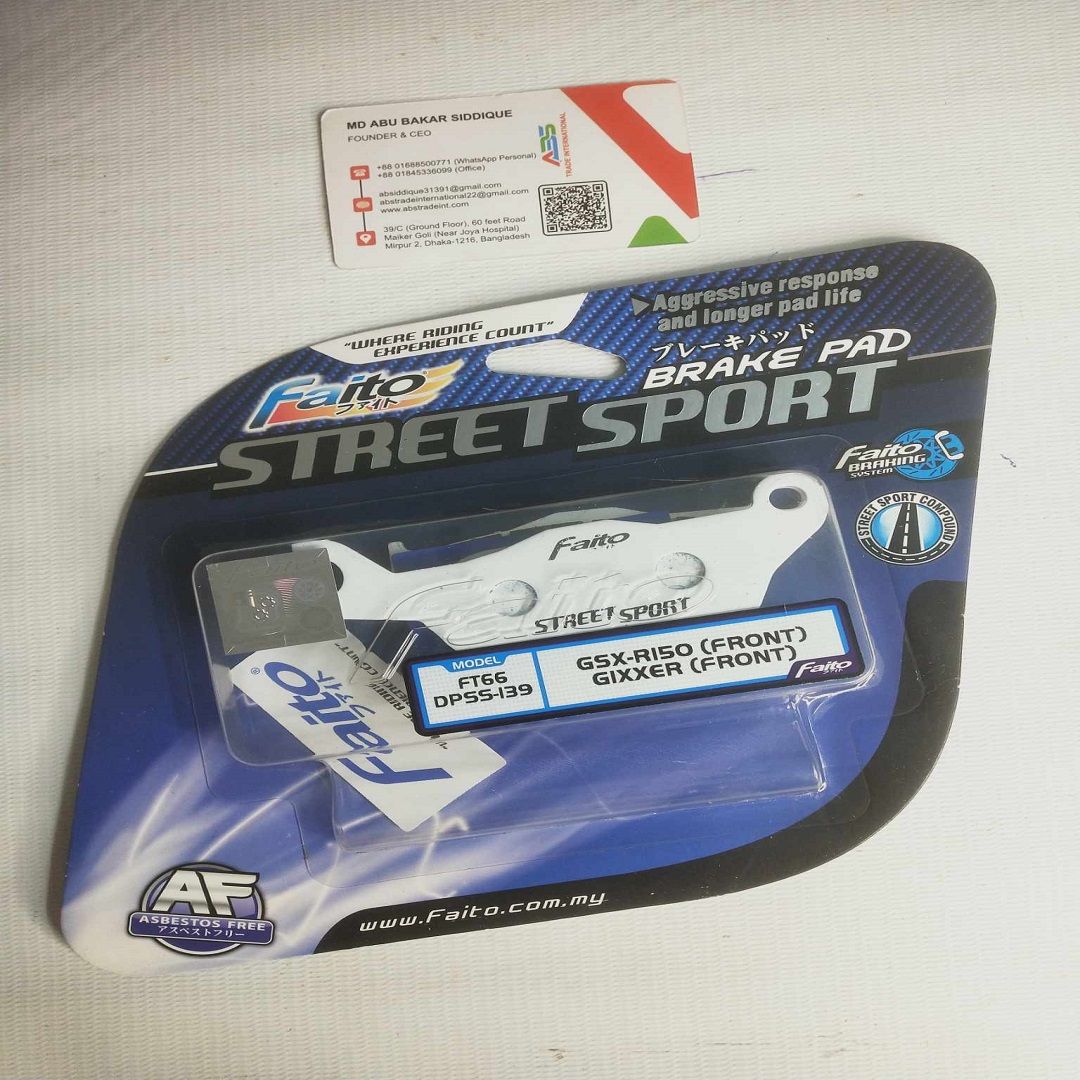 MD ABU BAKAR SIDDIQUE
FOUNDER & CEO
+88 01688500771 (WhatsApp Personal)
+88 01845336099 (Office)
absiddique31391@gmail.com
abstradeinternational22@gmail.com
www.abstradeint.com
39/C (Ground Floor), 60 feet Road
Maiker Goli (Near Joya Hospital)
Mirpur 2, Dhaka-1216, Bangladesh
ABS
TRADE INTERNATIONAL
Aggressive response
and longer pad life
"WHERE RIDING
EXPERIENCE COUNT"
ブレーキパッド
BRAKE PAD
Faito
ファイト
STREET SPORT
Faito
BRAKING
SYSTEM
STREET SPORT COMPOUND
Faito
Faito
STREET SPORT
MODEL
FT66
DPSS-139
GSX-R150 (FRONT)
GIXXER (FRONT)
Faito
Faito
ファイト
AF
ASBESTOS FREE
アスベストフリー
www.Faito.com.my